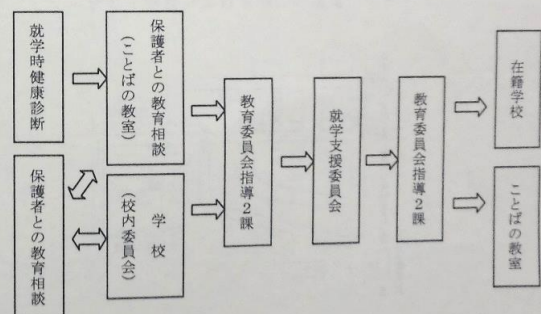 就学時健康診断
保護者との教育相談
保護者との教育相談
（ことばの教室）
学校
（校内委員会）
教育委員会指導２課
就学支援委員会
教育委員会指導２課
在籍学校
ことばの教室